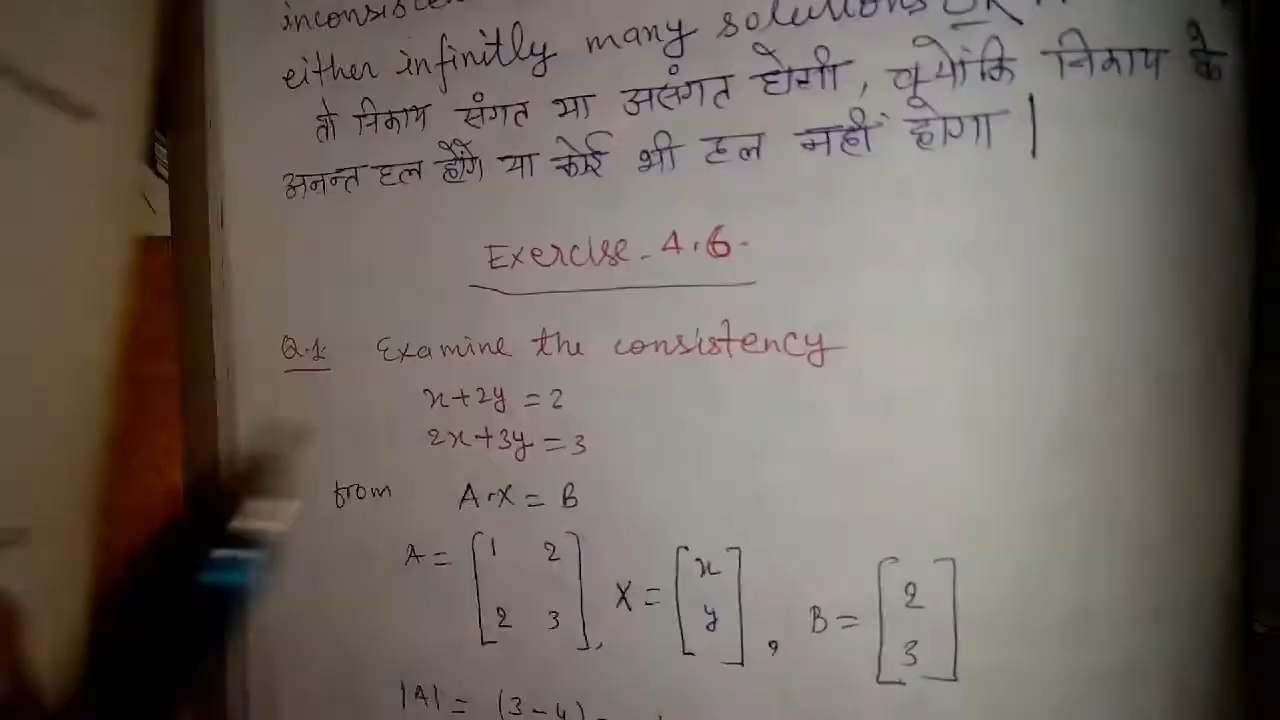 either infinitly many solutions OR
तो निकाय संगत या असंगत होगी, क्योंकि निकाय के
अनन्त हल होंगे या कोई भी हल नहीं होगा |
Exercise - 4.6.
Q.1. Examine the consistency
x+2y = 2
2x+3y = 3
from A·X = B
A = [1 2 2 3], X = [x y], B = [2 3]
|A| = (3-4)